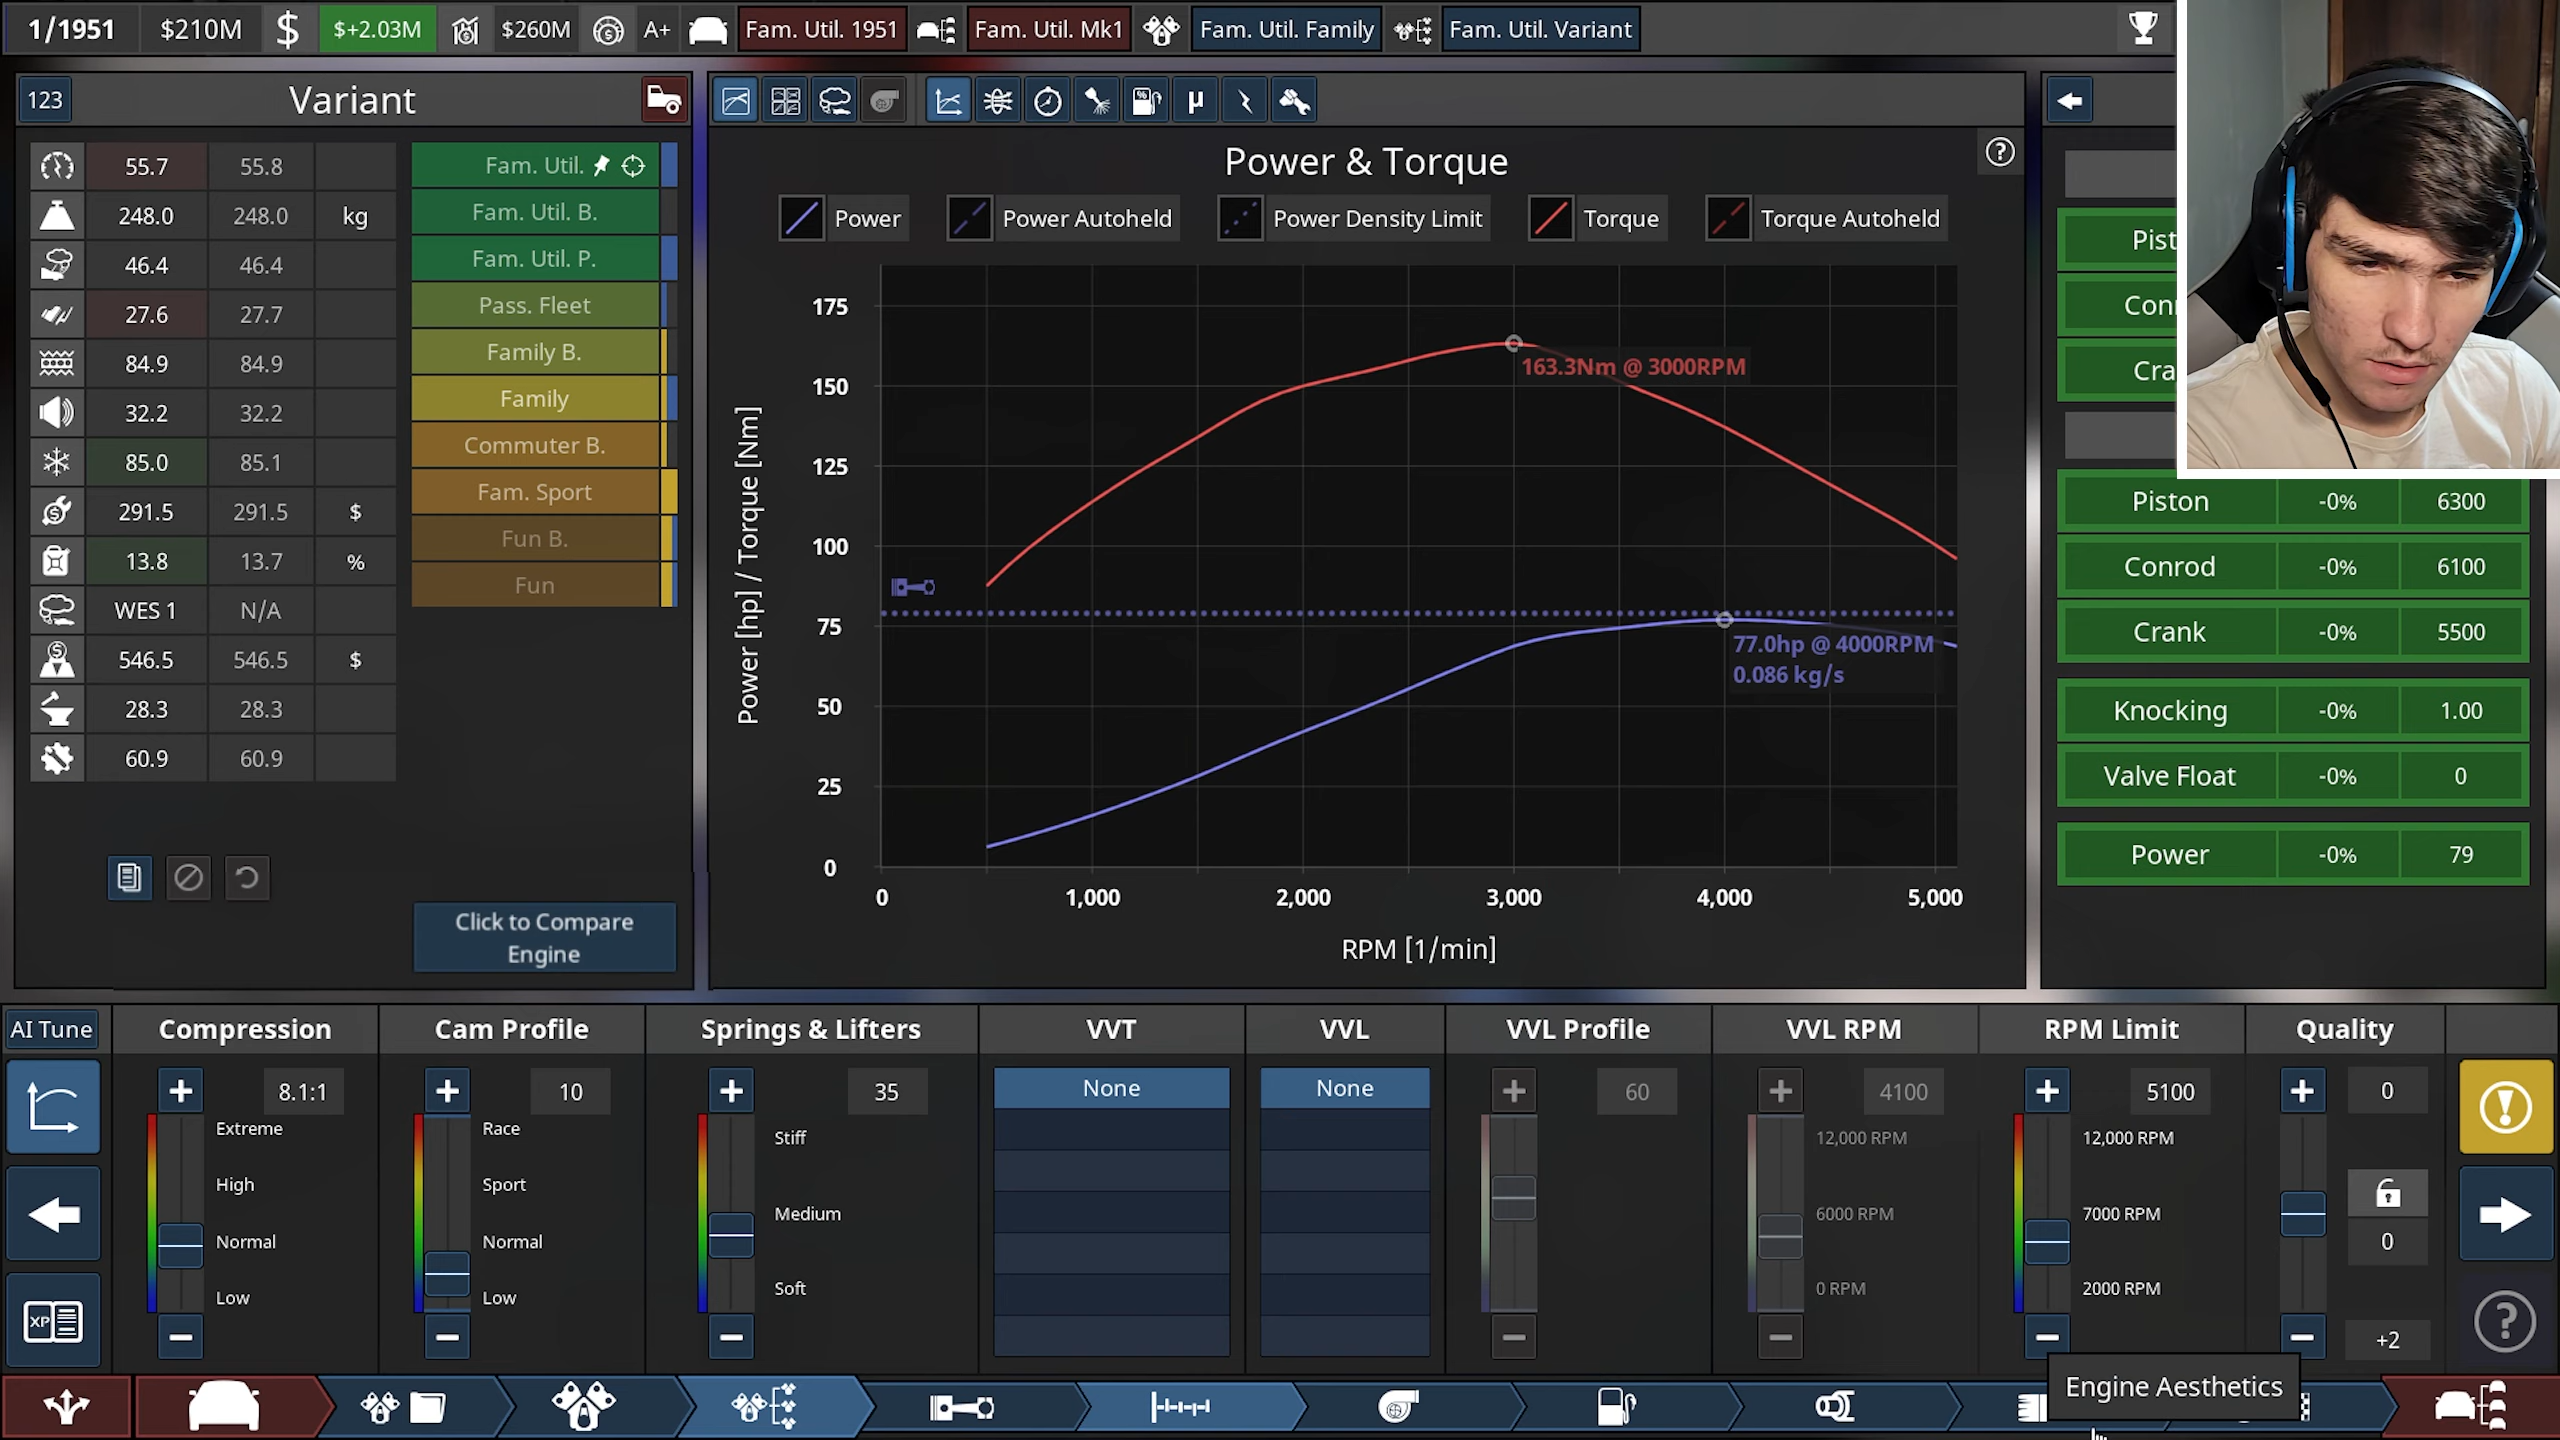 1/1951 $210M $+2.03M $260M A+ Fam. Util. 1951 Fam. Util. Mk1 Fam. Util. Family Fam. Util. Variant
123 Variant
55.7 55.8
248.0 248.0 kg
46.4 46.4
27.6 27.7
84.9 84.9
32.2 32.2
85.0 85.1
291.5 291.5 $
13.8 13.7 %
WES 1 N/A
546.5 546.5 $
28.3 28.3
60.9 60.9
Fam. Util.
Fam. Util. B.
Fam. Util. P.
Pass. Fleet
Family B.
Family
Commuter B.
Fam. Sport
Fun B.
Fun
Click to Compare
Engine
μ
Power & Torque
?
Power Power Autoheld Power Density Limit Torque Torque Autoheld
Power [hp] / Torque [Nm]
175
150
125
100
75
50
25
0
163.3Nm @ 3000RPM
77.0hp @ 4000RPM
0.086 kg/s
0 1,000 2,000 3,000 4,000 5,000
RPM [1/min]
Pist
Con
Cra
Piston -0% 6300
Conrod -0% 6100
Crank -0% 5500
Knocking -0% 1.00
Valve Float -0% 0
Power -0% 79
AI Tune Compression Cam Profile Springs & Lifters VVT VVL VVL Profile VVL RPM RPM Limit Quality
+ 8.1:1
Extreme
High
Normal
Low
+ 10
Race
Sport
Normal
Low
+ 35
Stiff
Medium
Soft
None
None
+ 60
+ 4100
12,000 RPM
6000 RPM
0 RPM
+ 5100
12,000 RPM
7000 RPM
2000 RPM
+ 0
0
+2
XP
?
Engine Aesthetics